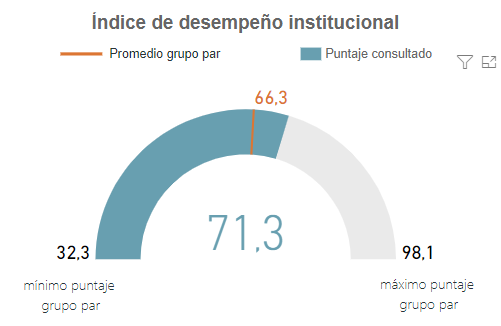 Índice de desempeño institucional
Promedio grupo par
Puntaje consultado
66,3
71,3
32,3
98,1
mínimo puntaje
grupo par
máximo puntaje
grupo par